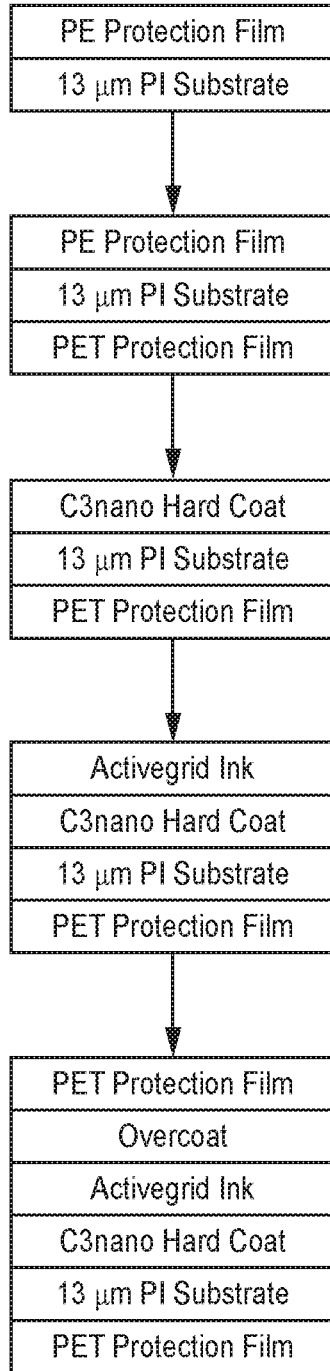 PE Protection Film
13 μm PI Substrate
PE Protection Film
13 μm PI Substrate
PET Protection Film
C3nano Hard Coat
13 μm PI Substrate
PET Protection Film
Activegrid Ink
C3nano Hard Coat
13 μm PI Substrate
PET Protection Film
PET Protection Film
Overcoat
Activegrid Ink
C3nano Hard Coat
13 μm PI Substrate
PET Protection Film